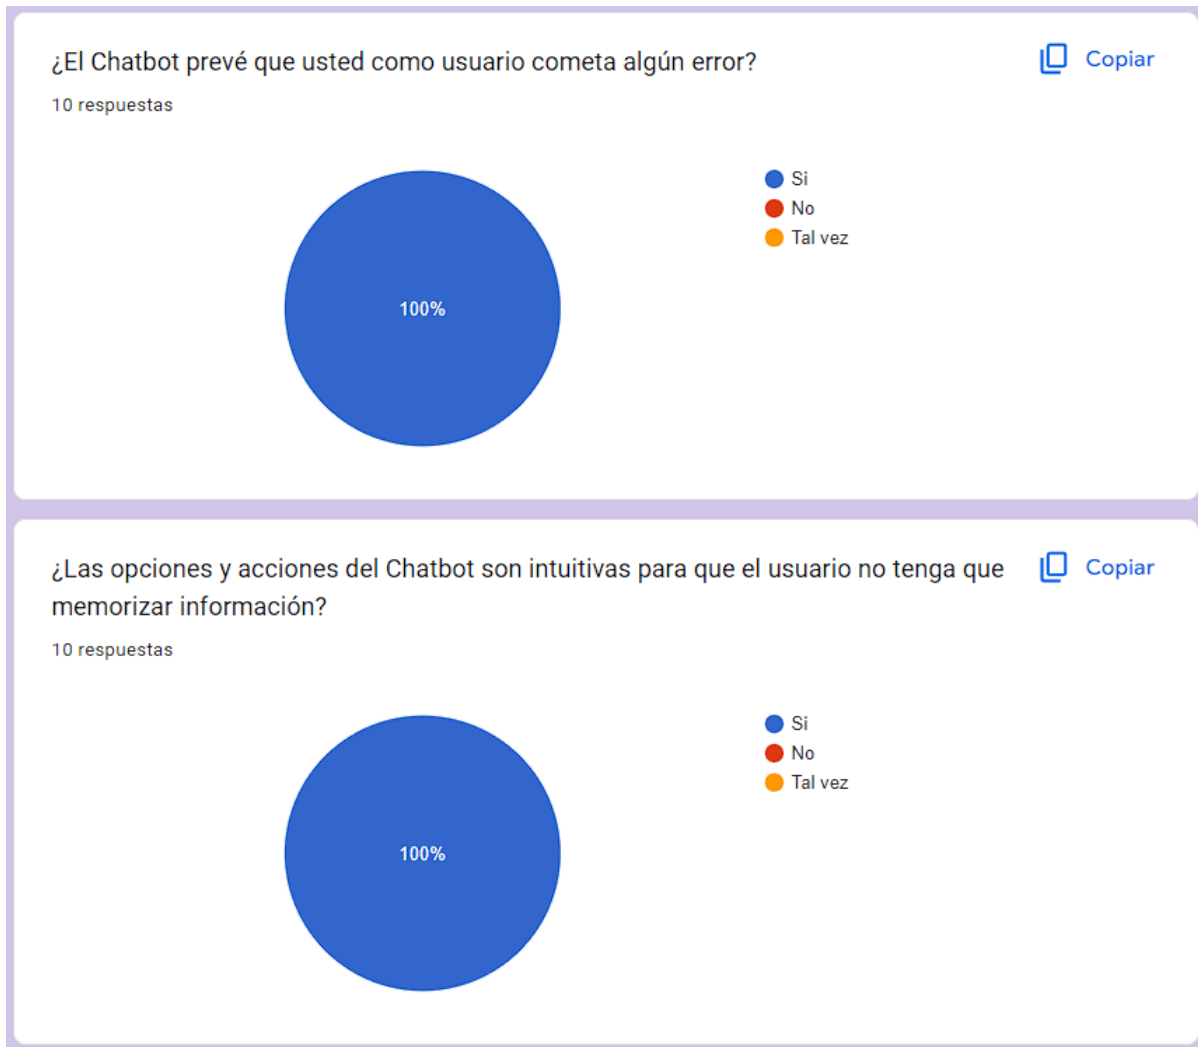 ¿El Chatbot prevé que usted como usuario cometa algún error?
Copiar
10 respuestas
Si
No
Tal vez
100%
¿Las opciones y acciones del Chatbot son intuitivas para que el usuario no tenga que
memorizar información?
Copiar
10 respuestas
Si
No
Tal vez
100%